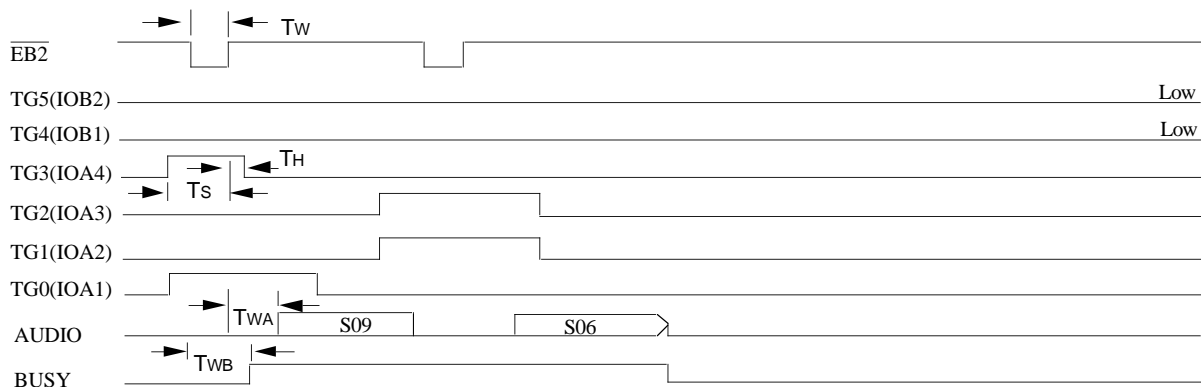 TW
EB2
TG5(IOB2) Low
TG4(IOB1) Low
TG3(IOA4) TH
TS
TG2(IOA3)
TG1(IOA2)
TG0(IOA1)
TWA
AUDIO S09 S06
TWB
BUSY